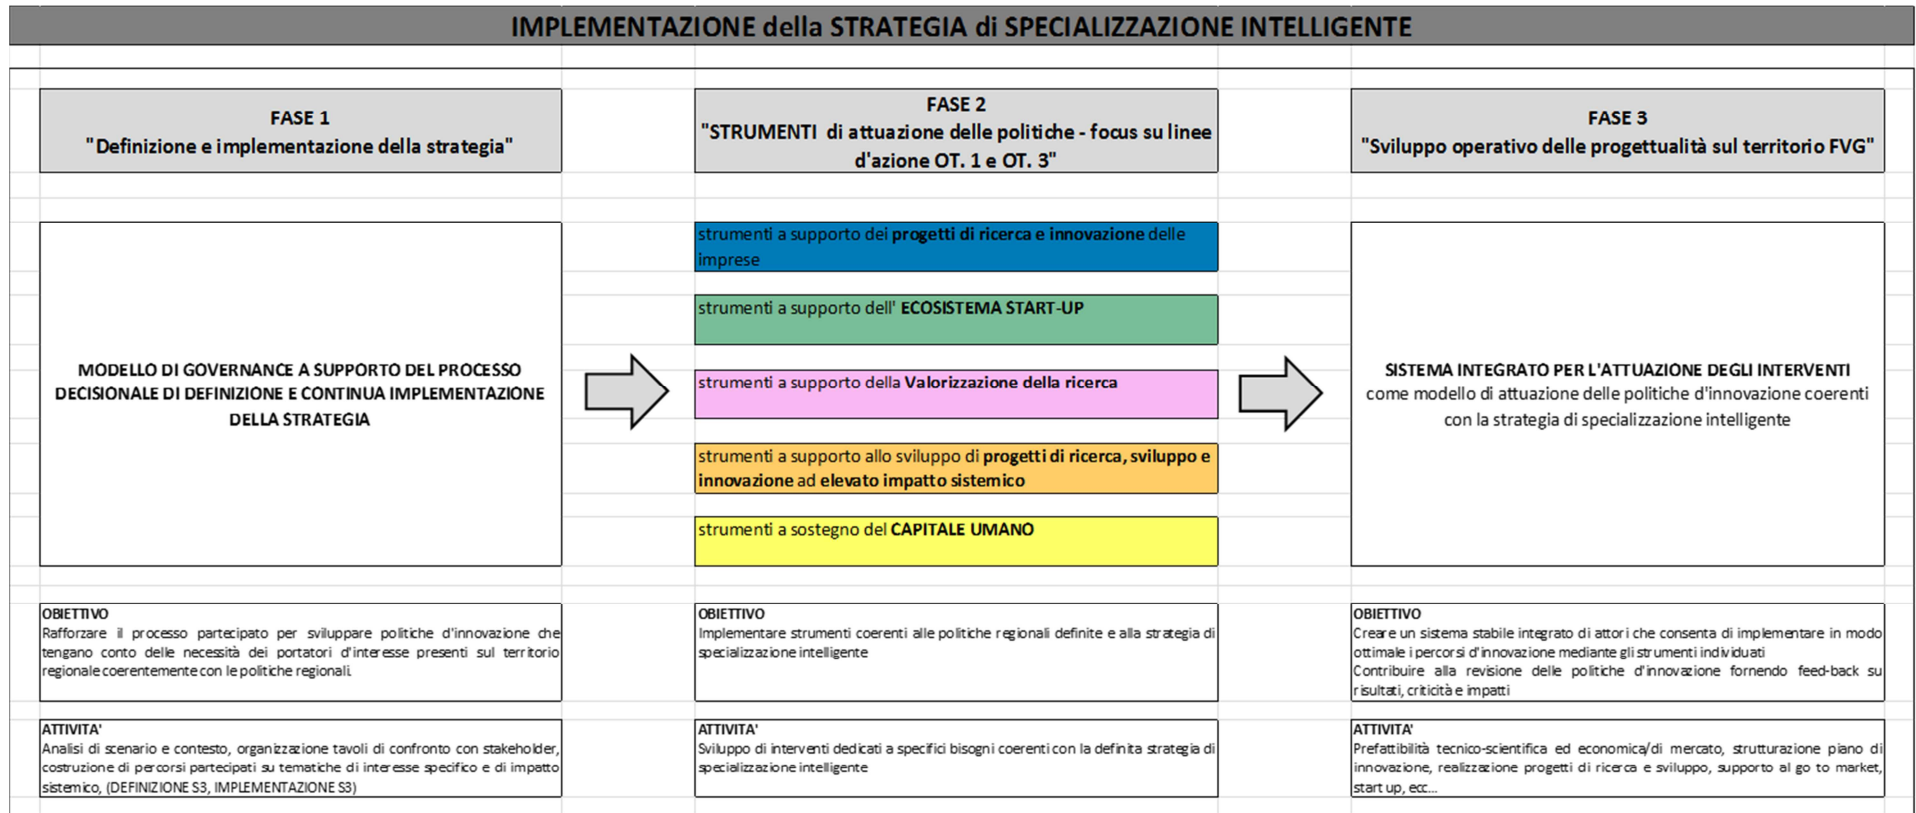 IMPLEMENTAZIONE della STRATEGIA di SPECIALIZZAZIONE INTELLIGENTE
FASE 1
"Definizione e implementazione della strategia"
FASE 2
"STRUMENTI di attuazione delle politiche - focus su linee
d'azione OT. 1 e OT. 3"
FASE 3
"Sviluppo operativo delle progettualità sul territorio FVG"
MODELLO DI GOVERNANCE A SUPPORTO DEL PROCESSO
DECISIONALE DI DEFINIZIONE E CONTINUA IMPLEMENTAZIONE
DELLA STRATEGIA
strumenti a supporto dei progetti di ricerca e innovazione delle
imprese
strumenti a supporto dell' ECOSISTEMA START-UP
strumenti a supporto della Valorizzazione della ricerca
strumenti a supporto allo sviluppo di progetti di ricerca, sviluppo e
innovazione ad elevato impatto sistemico
strumenti a sostegno del CAPITALE UMANO
SISTEMA INTEGRATO PER L'ATTUAZIONE DEGLI INTERVENTI
come modello di attuazione delle politiche d'innovazione coerenti
con la strategia di specializzazione intelligente
OBIETTIVO
Rafforzare il processo partecipato per sviluppare politiche d'innovazione che
tengano conto delle necessità dei portatori d'interesse presenti sul territorio
regionale coerentemente con le politiche regionali.
OBIETTIVO
Implementare strumenti coerenti alle politiche regionali definite e alla strategia di
specializzazione intelligente
OBIETTIVO
Creare un sistema stabile integrato di attori che consenta di implementare in modo
ottimale i percorsi d'innovazione mediante gli strumenti individuati
Contribuire alla revisione delle politiche d'innovazione fornendo feed-back su
risultati, criticità e impatti
ATTIVITA'
Analisi di scenario e contesto, organizzazione tavoli di confronto con stakeholder,
costruzione di percorsi partecipati su tematiche di interesse specifico e di impatto
sistemico, (DEFINIZIONE S3, IMPLEMENTAZIONE S3)
ATTIVITA'
Sviluppo di interventi dedicati a specifici bisogni coerenti con la definita strategia di
specializzazione intelligente
ATTIVITA'
Prefattibilità tecnico-scientifica ed economica/di mercato, strutturazione piano di
innovazione, realizzazione progetti di ricerca e sviluppo, supporto al go to market,
start up, ecc...